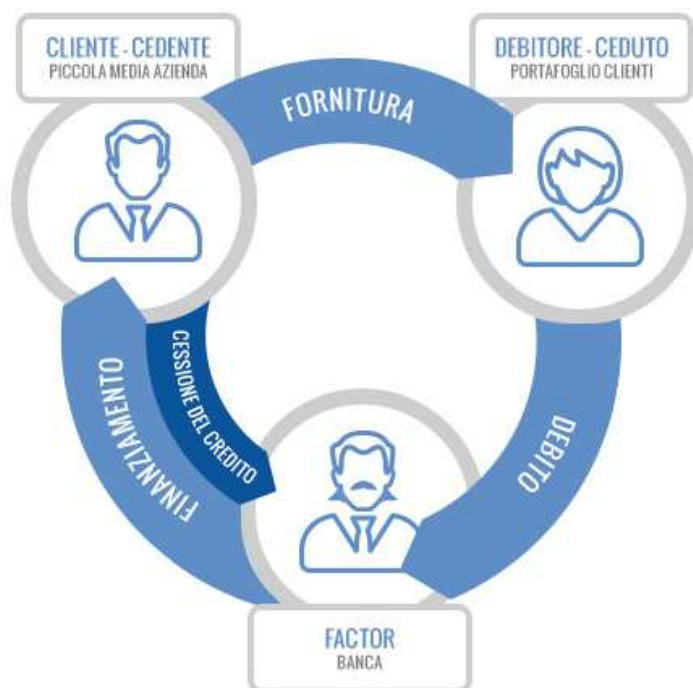 CLIENTE - CEDENTE
PICCOLA MEDIA AZIENDA
DEBITORE - CEDUTO
PORTAFOGLIO CLIENTI
FORNITURA
CESSIONE DEL CREDITO
FINANZIAMENTO
DEBITO
FACTOR
BANCA